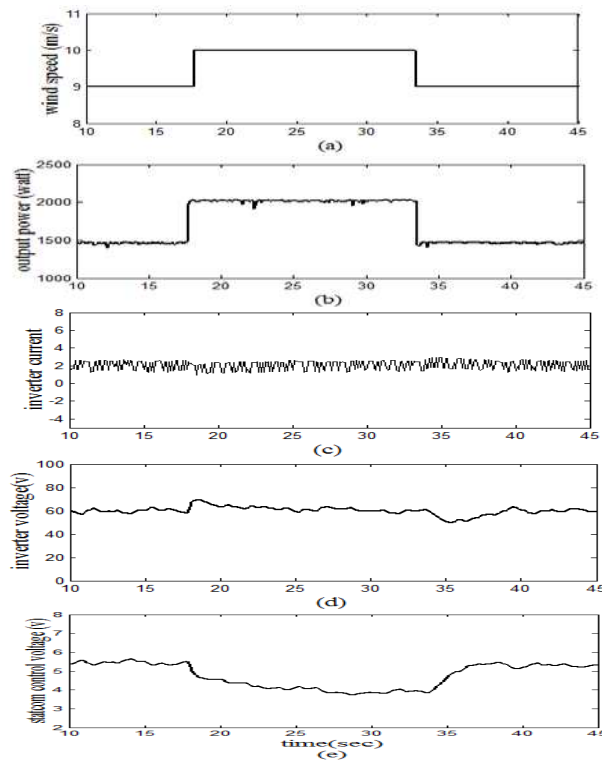 wind speed (m/s)
11
10
9
8
10 15 20 25 30 35 40 45
(a)
output power (watt)
2500
2000
1500
1000
10 15 20 25 30 35 40 45
(b)
inverter current
8
6
4
2
0
-2
-4
10 15 20 25 30 35 40 45
(c)
inverter voltage(v)
100
80
60
40
20
0
10 15 20 25 30 35 40 45
(d)
statcom control voltage(v)
8
7
6
5
4
3
2
10 15 20 25 30 35 40 45
time(sec)
(e)